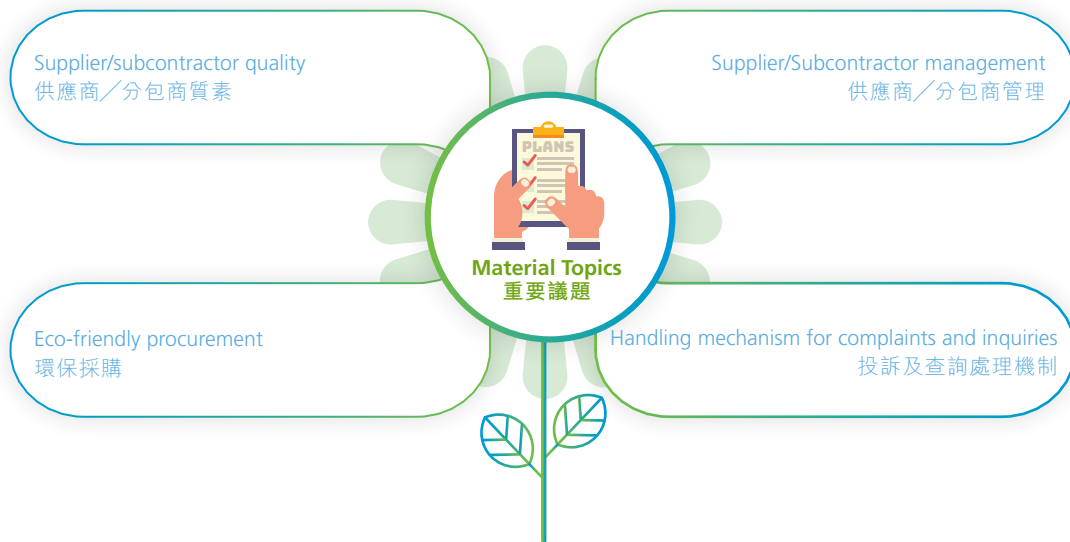 Supplier/subcontractor quality
供應商╱分包商質素
Supplier/Subcontractor management
供應商╱分包商管理
PLANS
Material Topics
重要議題
Eco-friendly procurement
環保採購
Handling mechanism for complaints and inquiries
投訴及查詢處理機制